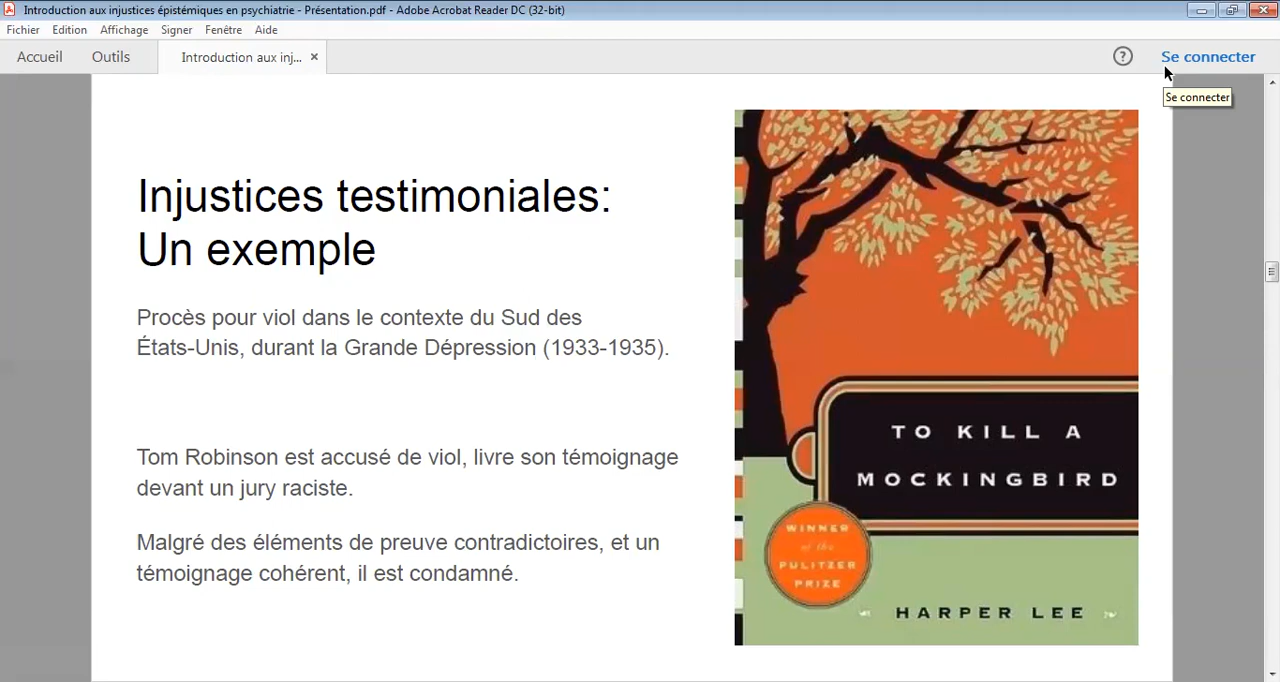 Introduction aux injustices épistémiques en psychiatrie - Présentation.pdf - Adobe Acrobat Reader DC (32-bit)
Fichier Edition Affichage Signer Fenêtre Aide
Accueil Outils Introduction aux inj... × ? Se connecter
Se connecter
Injustices testimoniales:
Un exemple
Procès pour viol dans le contexte du Sud des
États-Unis, durant la Grande Dépression (1933-1935).
Tom Robinson est accusé de viol, livre son témoignage
devant un jury raciste.
Malgré des éléments de preuve contradictoires, et un
témoignage cohérent, il est condamné.
TO KILL A
MOCKINGBIRD
WINNER
of the
PULITZER
PRIZE
HARPER LEE